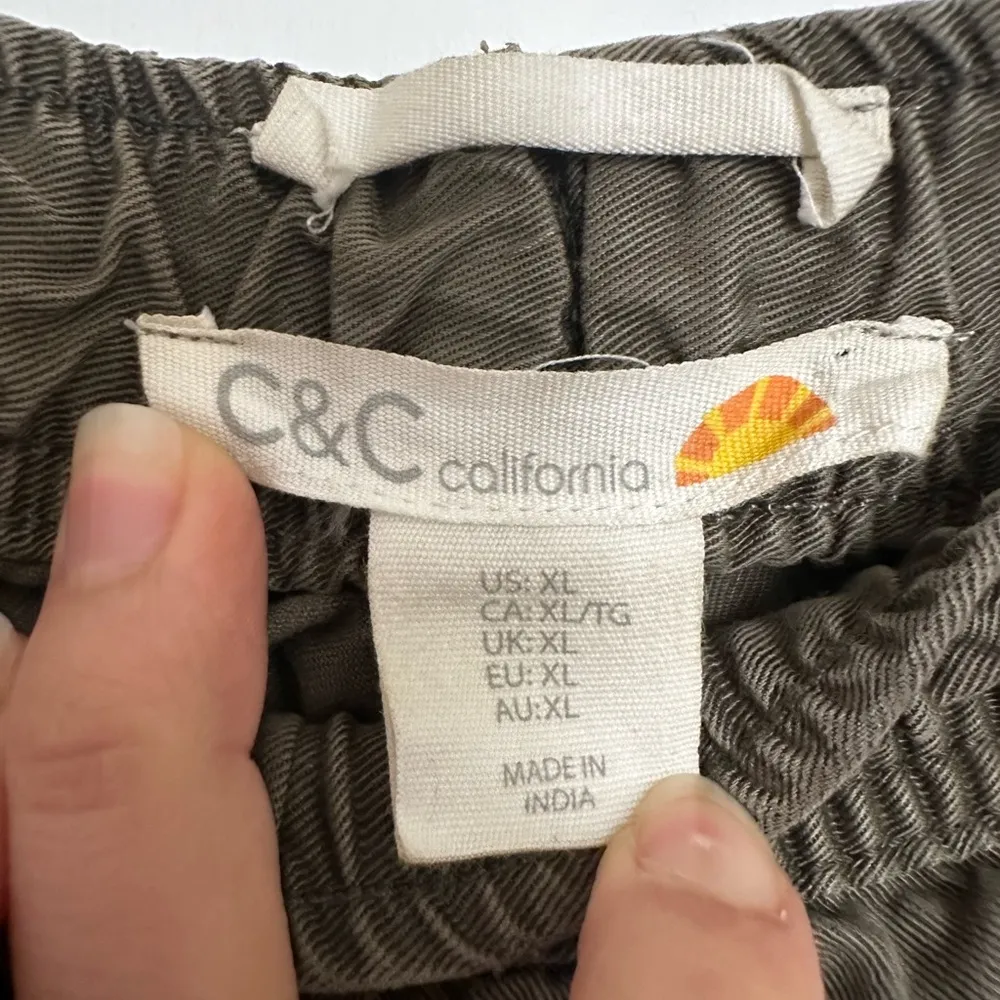 C&C california
US: XL
CA: XL/TG
UK: XL
EU: XL
AU:XL
MADE IN
INDIA